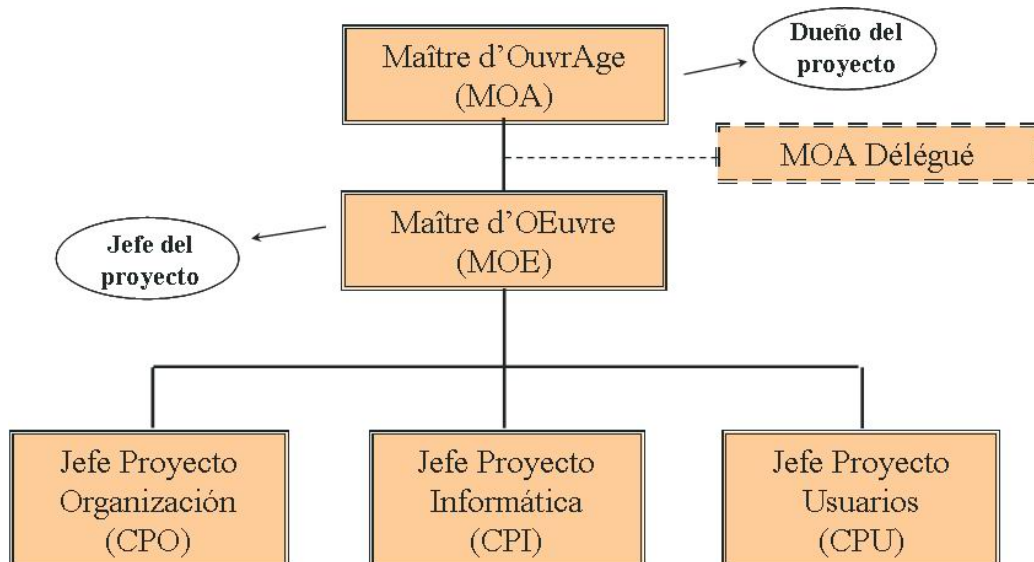 Maître d’OuvrAge
(MOA)
Dueño del
proyecto
MOA Délégué
Maître d’OEuvre
(MOE)
Jefe del
proyecto
Jefe Proyecto
Organización
(CPO)
Jefe Proyecto
Informática
(CPI)
Jefe Proyecto
Usuarios
(CPU)